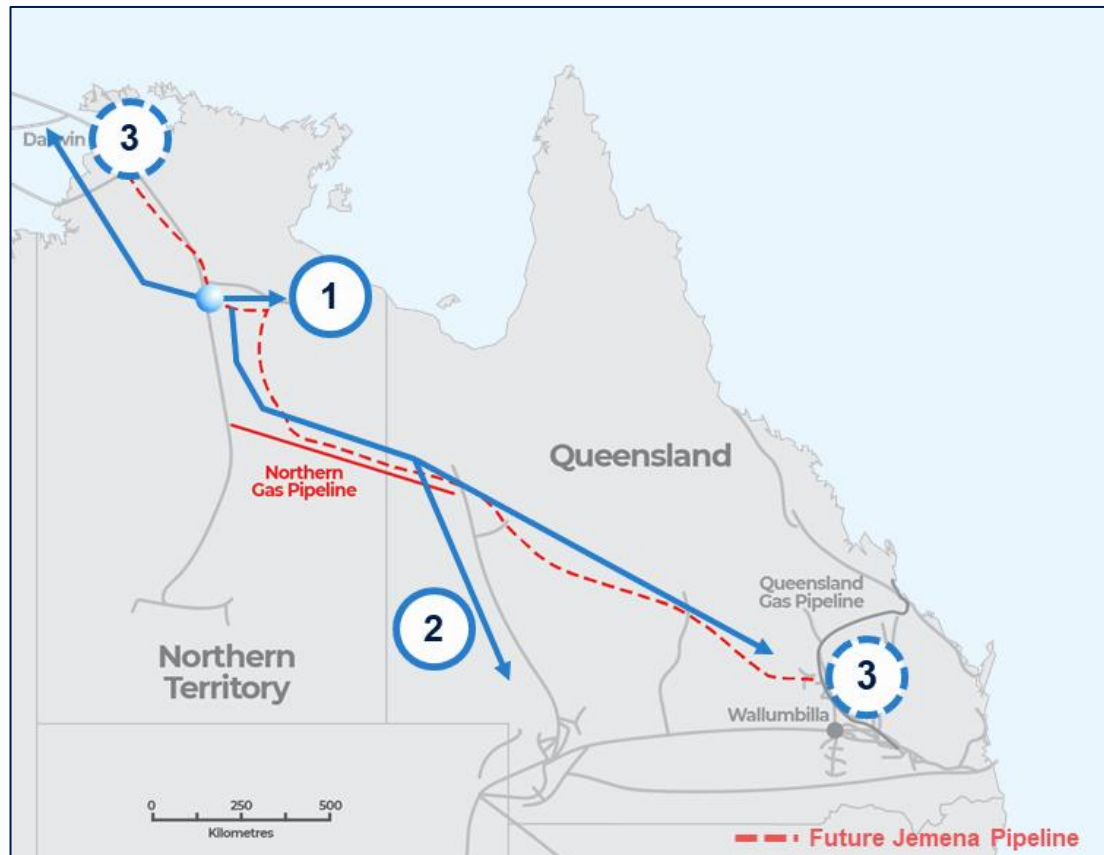 Darwin
3
1
Queensland
Northern
Gas Pipeline
Queensland
Gas Pipeline
2
Northern
Territory
3
Wallumbilla
0 250 500
Kilometres
Future Jemena Pipeline